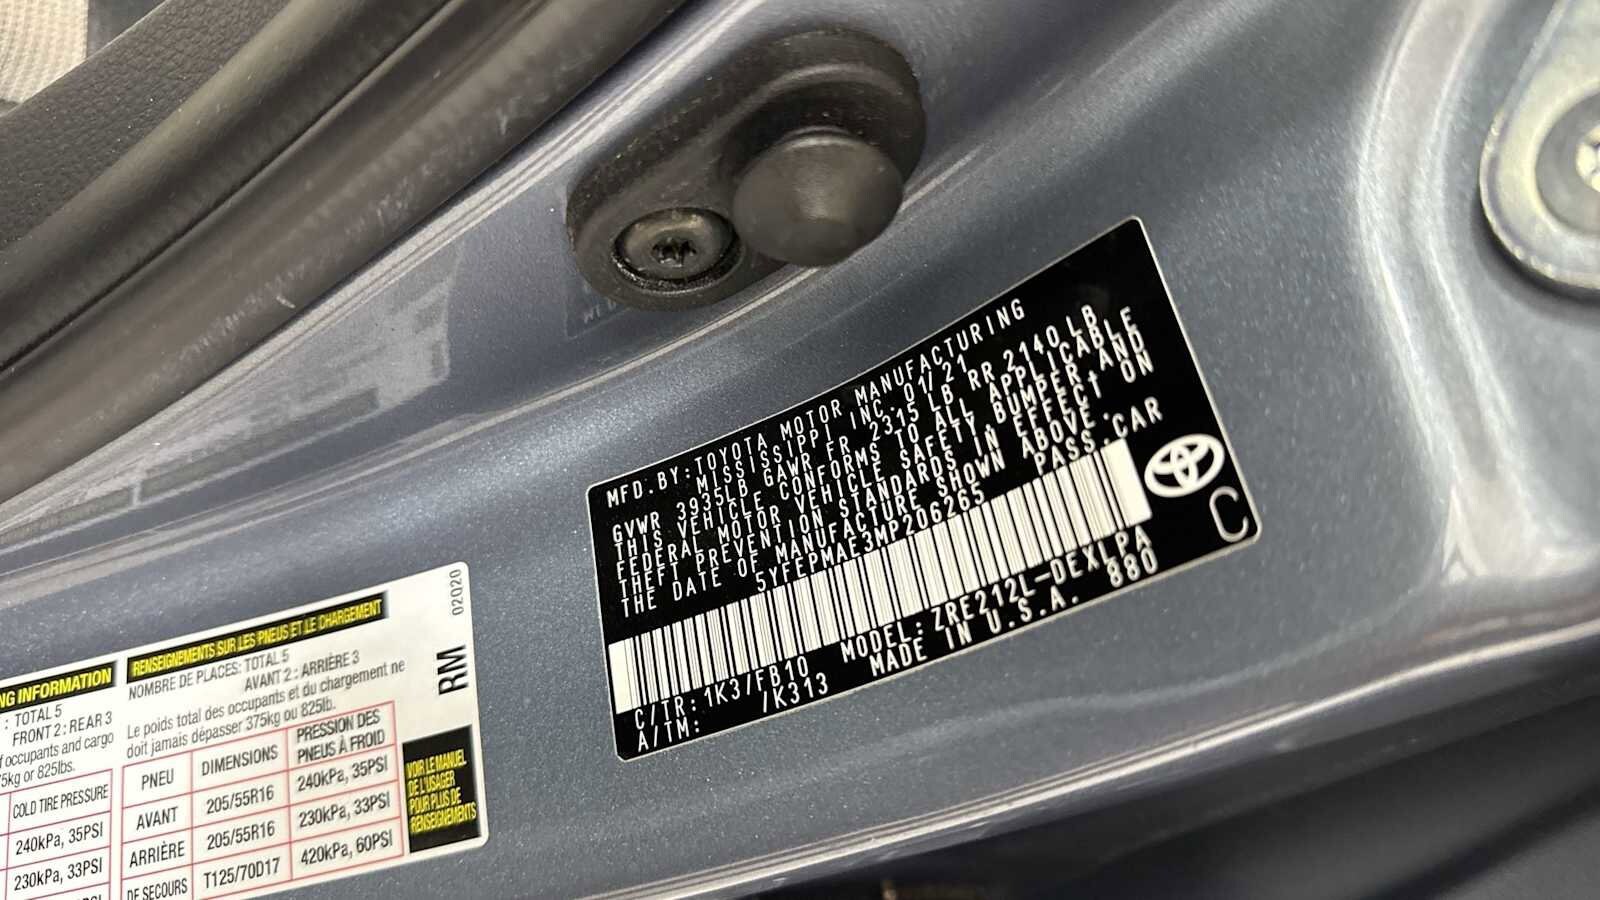 MFD.BY:TOYOTA MOTOR MANUFACTURING
MISSISSIPPI INC. 01/21
GVWR 3935LB GAWR FR 2315LB RR 2140LB
THIS VEHICLE CONFORMS TO ALL APPLICABLE
FEDERAL MOTOR VEHICLE SAFETY, BUMPER AND
THEFT PREVENTION STANDARDS IN EFFECT ON
THE DATE OF MANUFACTURE SHOWN ABOVE.
5YFEPMAE3MP206265 PASS.CAR
C/TR:1K3/FB10 MODEL:ZRE212L-DEXLPA
A/TM: /K313 MADE IN U.S.A. 880
C
NG INFORMATION
: TOTAL 5
FRONT 2 : REAR 3
of occupants and cargo
5kg or 825lbs.
COLD TIRE PRESSURE
240kPa, 35PSI
230kPa, 33PSI
RENSEIGNEMENTS SUR LES PNEUS ET LE CHARGEMENT
NOMBRE DE PLACES: TOTAL 5
AVANT 2 : ARRIÈRE 3
Le poids total des occupants et du chargement ne
doit jamais dépasser 375kg ou 825lb.
PNEU DIMENSIONS PRESSION DES PNEUS À FROID
AVANT 205/55R16 240kPa, 35PSI
ARRIÈRE 205/55R16 230kPa, 33PSI
DE SECOURS T125/70D17 420kPa, 60PSI
VOIR LE MANUEL
DE L'USAGER
POUR PLUS DE
RENSEIGNEMENTS
RM
02020